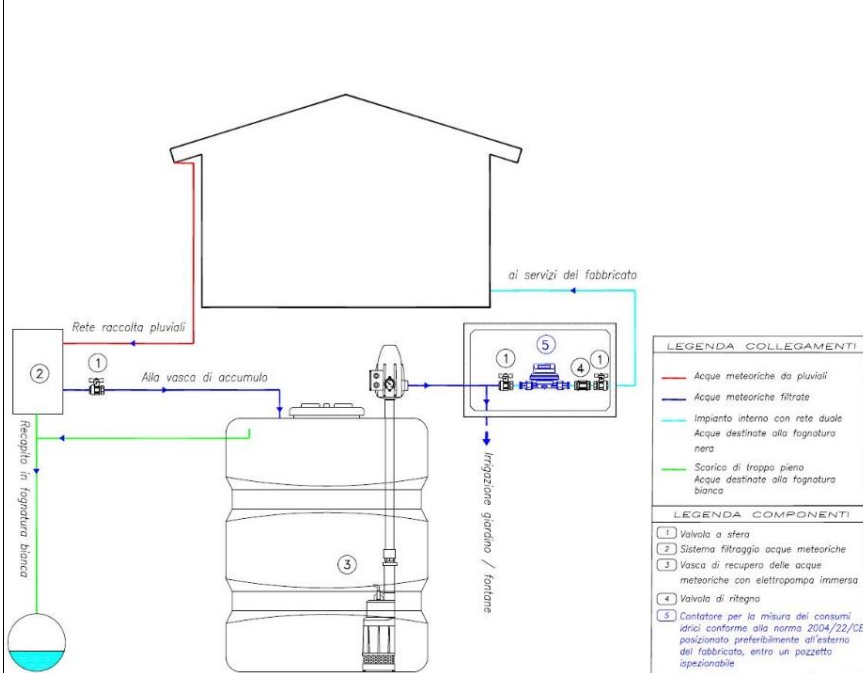 ai servizi del fabbricato
Rete raccolta pluviali
1
5
1
4
1
2
Alla vasca di accumulo
Recapito in fognatura bianca
Irrigazione giardino / fontane
3
LEGENDA COLLEGAMENTI
Acque meteoriche da pluviali
Acque meteoriche filtrate
Impianto interno con rete duale
Acque destinate alla fognatura
nera
Scarico di troppo pieno
Acque destinate alla fognatura
bianca
LEGENDA COMPONENTI
1 Valvola a sfera
2 Sistema filtraggio acque meteoriche
3 Vasca di recupero delle acque
meteoriche con elettropompa immersa
4 Valvola di ritegno
5 Contatore per la misura dei consumi
idrici conforme alla norma 2004/22/CE
posizionato preferibilmente all'esterno
del fabbricato, entro un pozzetto
ispezionabile